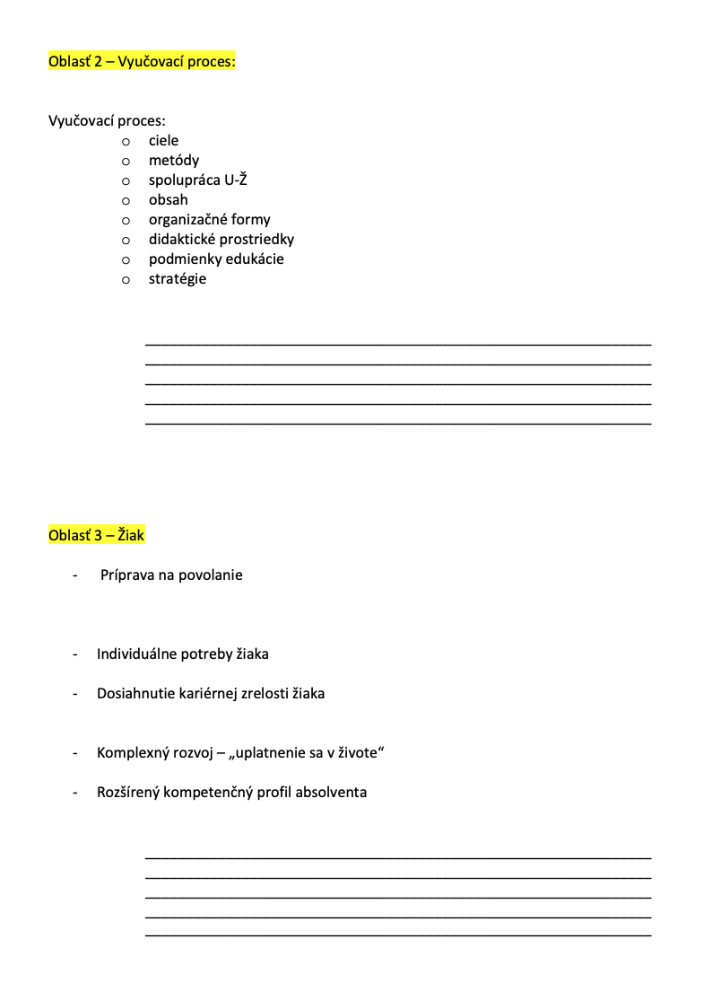 Oblasť 2 – Vyučovací proces:
Vyučovací proces:
o ciele
o metódy
o spolupráca U-Ž
o obsah
o organizačné formy
o didaktické prostriedky
o podmienky edukácie
o stratégie
- Oblasť 3 – Žiak
- Príprava na povolanie
- Individuálne potreby žiaka
- Dosiahnutie kariérnej zrelosti žiaka
- Komplexný rozvoj – „uplatnenie sa v živote“
- Rozšírený kompetenčný profil absolventa